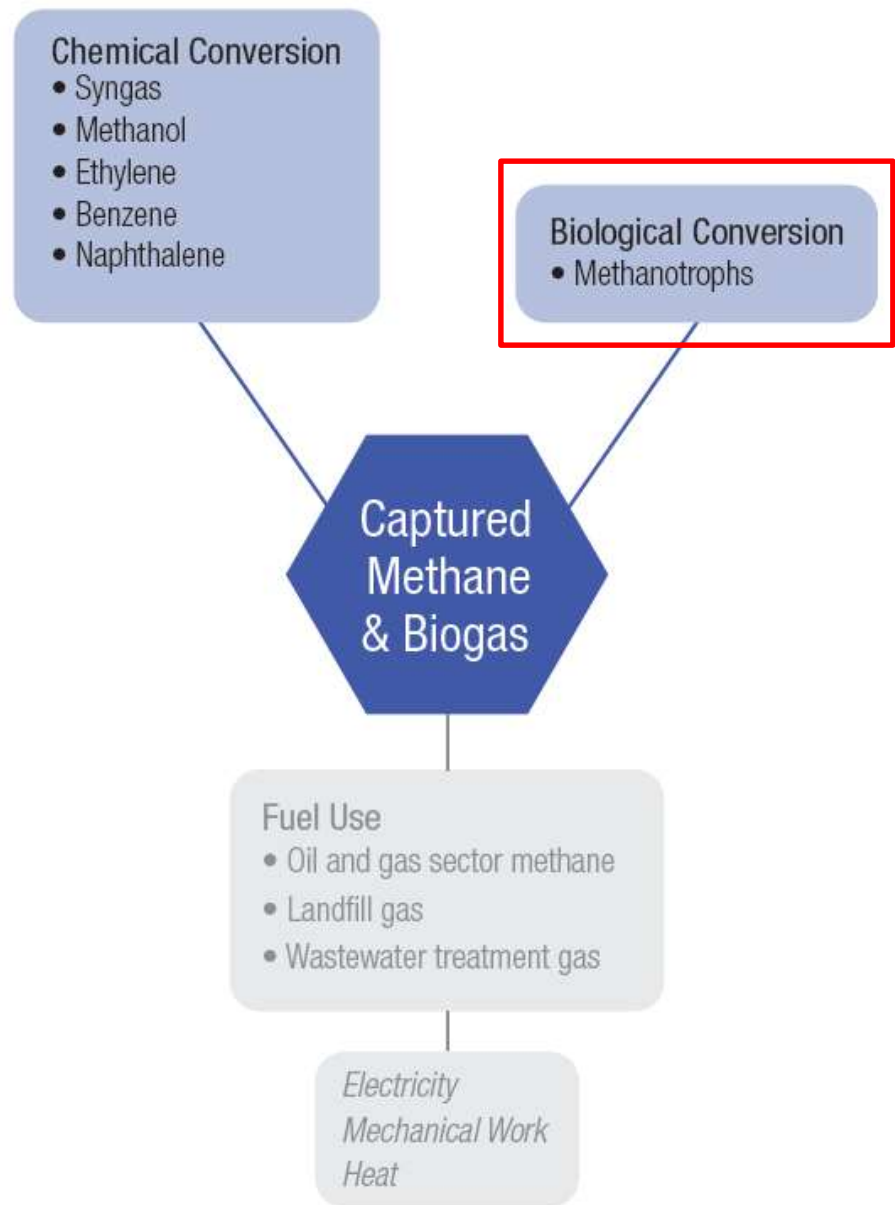 Chemical Conversion
• Syngas
• Methanol
• Ethylene
• Benzene
• Naphthalene
Biological Conversion
• Methanotrophs
Captured
Methane
& Biogas
Fuel Use
• Oil and gas sector methane
• Landfill gas
• Wastewater treatment gas
Electricity
Mechanical Work
Heat